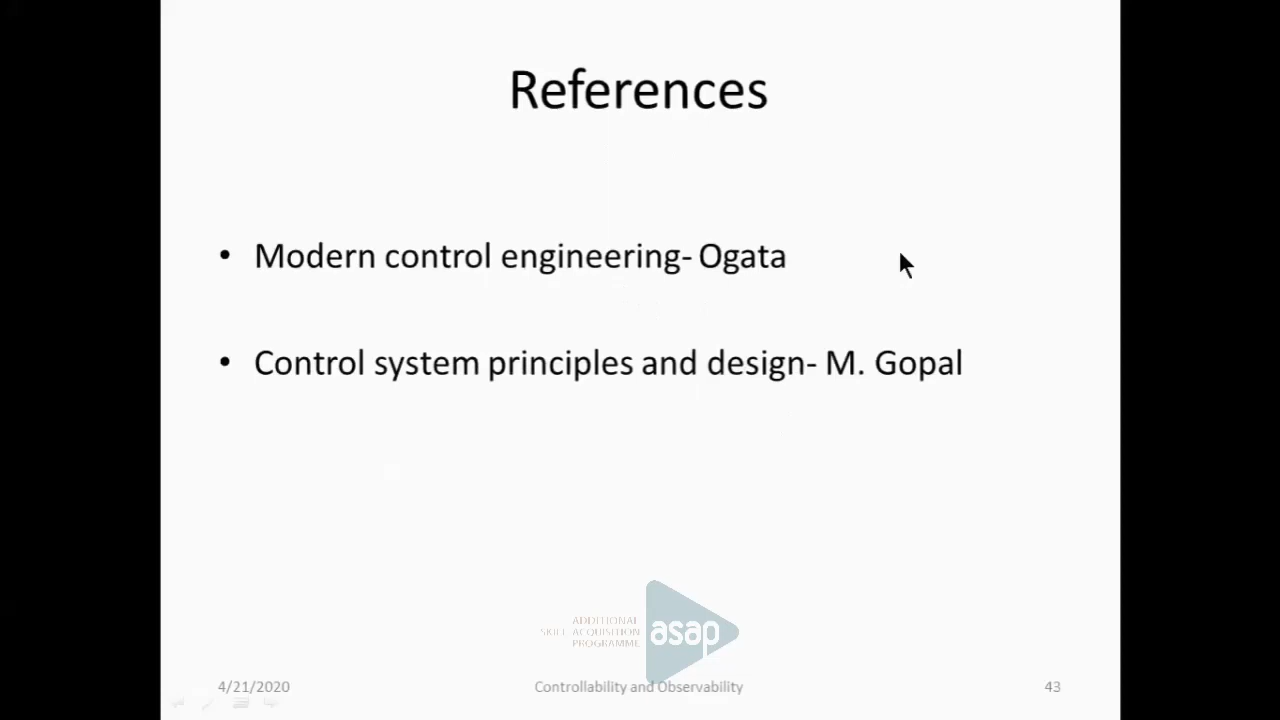 References
• Modern control engineering- Ogata
• Control system principles and design- M. Gopal
ADDITIONAL
SKILL ACQUISITION
PROGRAMME
asap
4/21/2020
Controllability and Observability
43